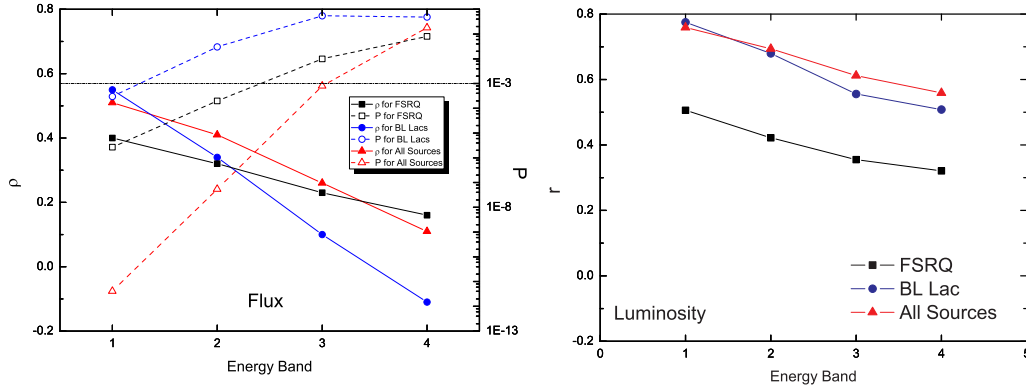 0.8
0.6
0.4
0.2
0.0
-0.2
ρ
1
2
3
4
Energy Band
1E-3
1E-8
1E-13
P
ρ for FSRQ
P for FSRQ
ρ for BL Lacs
P for BL Lacs
ρ for All Sources
P for All Sources
Flux
0.8
0.6
0.4
0.2
0.0
-0.2
r
0
1
2
3
4
5
Energy Band
FSRQ
BL Lac
All Sources
Luminosity